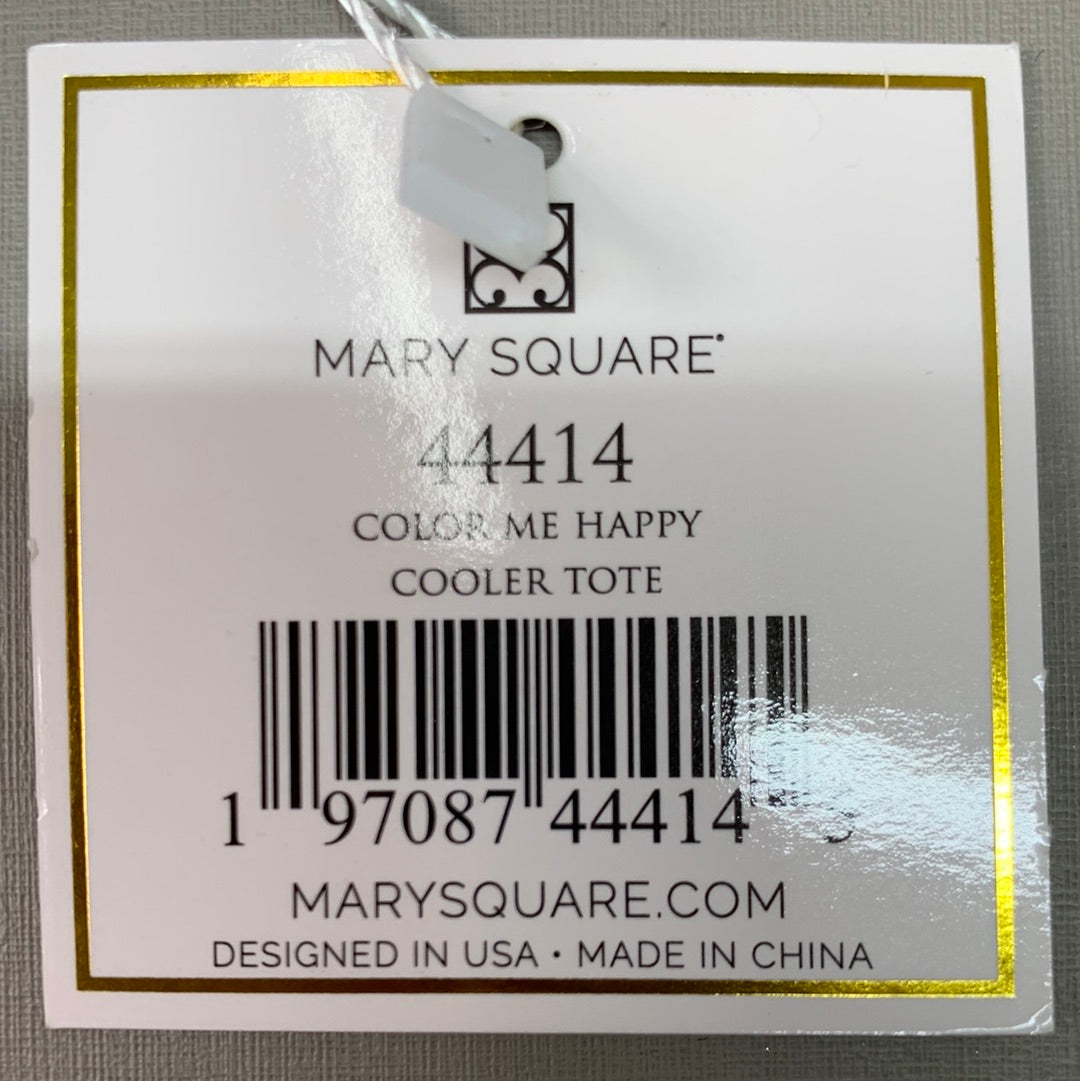 MARY SQUARE®
44414
COLOR ME HAPPY
COOLER TOTE
1 97087 44414
MARYSQUARE.COM
DESIGNED IN USA • MADE IN CHINA